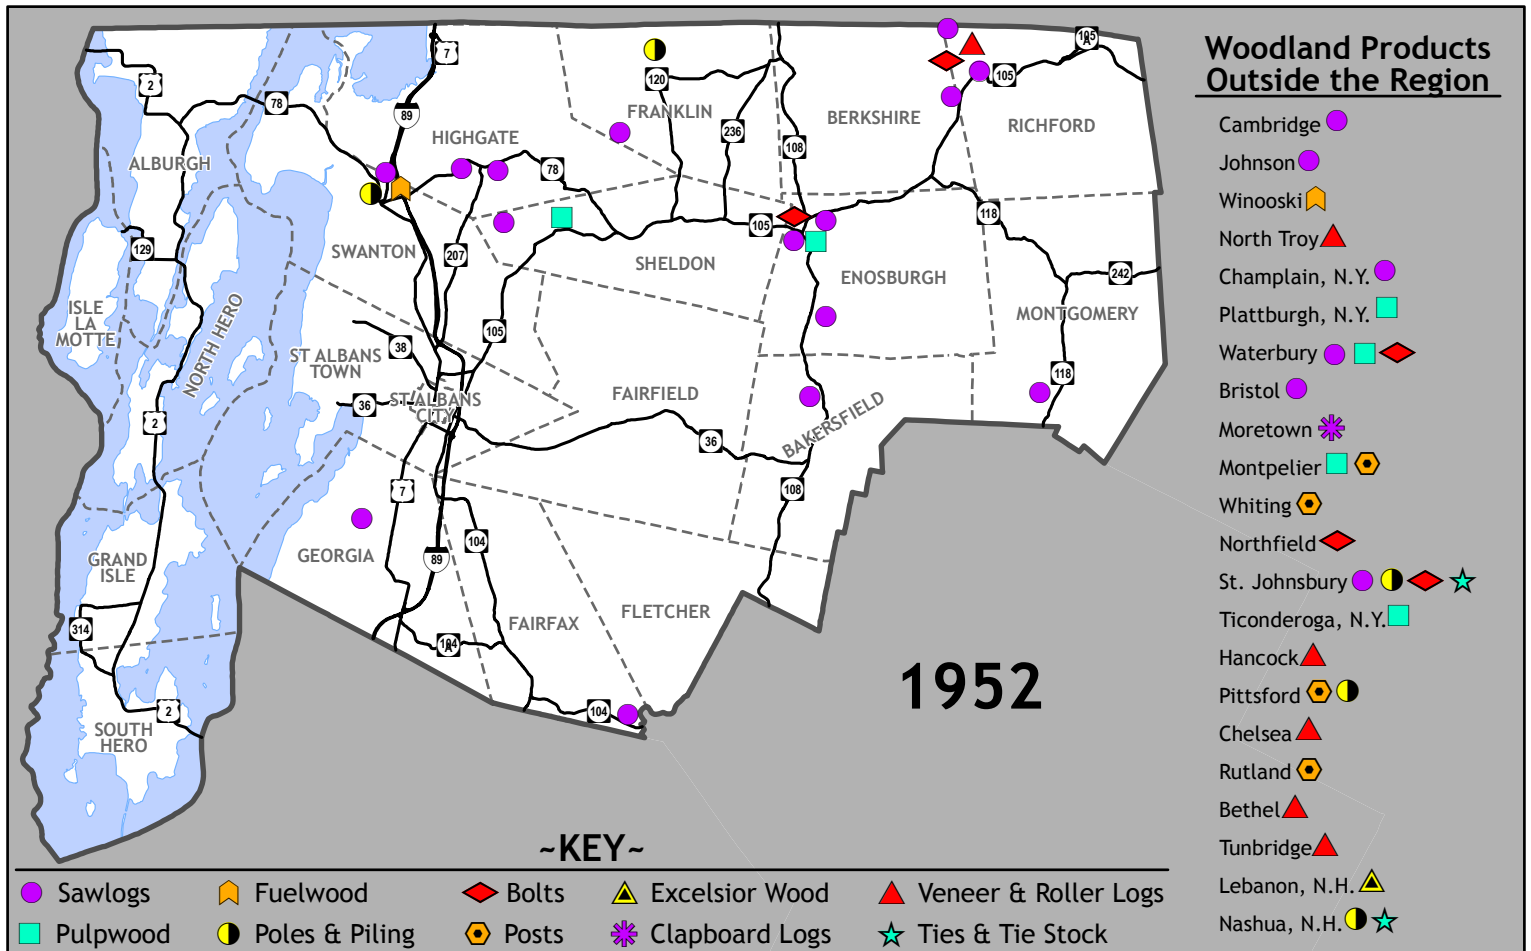 Woodland Products
Outside the Region
Cambridge
Johnson
Winooski
North Troy
Champlain, N.Y.
Plattburgh, N.Y.
Waterbury
Bristol
Moretown
Montpelier
Whiting
Northfield
St. Johnsbury
Ticonderoga, N.Y.
Hancock
Pittsford
Chelsea
Rutland
Bethel
Tunbridge
Lebanon, N.H.
Nashua, N.H.
7
105
A
2
120
105
78
89
FRANKLIN
HIGHGATE
236
BERKSHIRE
RICHFORD
108
ALBURGH
78
118
105
129
SWANTON
207
SHELDON
ENOSBURGH
242
ISLE
LA
MOTTE
NORTH HERO
MONTGOMERY
105
38
ST ALBANS
TOWN
118
ST ALBANS
CITY
FAIRFIELD
36
2
BAKERSFIELD
36
7
108
104
GEORGIA
89
GRAND
ISLE
FLETCHER
FAIRFAX
314
104
A
1952
2
104
SOUTH
HERO
~KEY~
Sawlogs
Fuelwood
Bolts
Excelsior Wood
Veneer & Roller Logs
Pulpwood
Poles & Piling
Posts
Clapboard Logs
Ties & Tie Stock